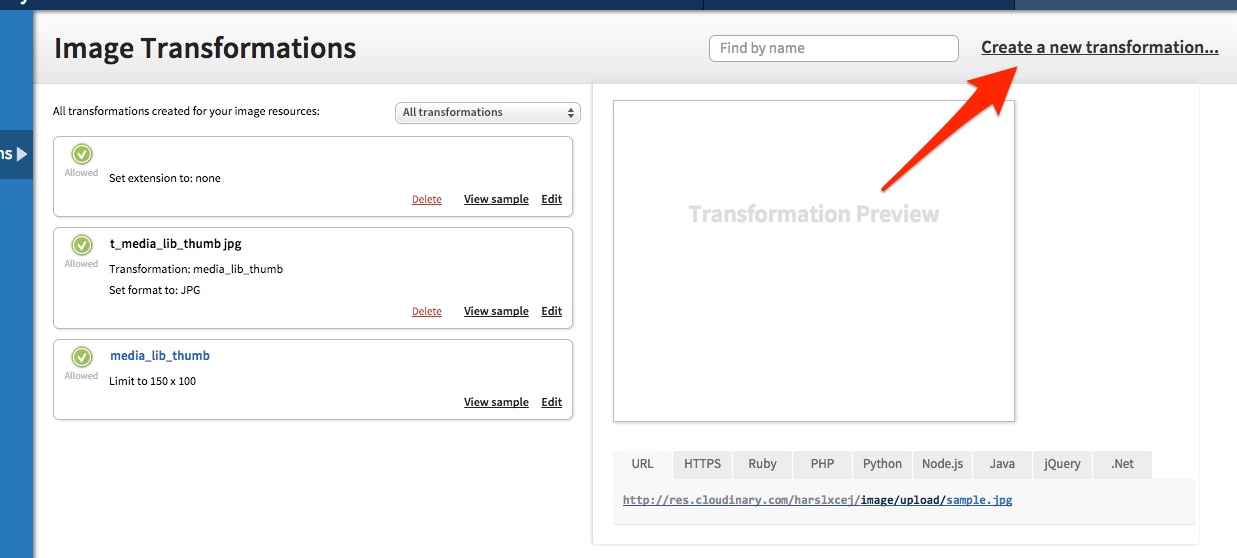 Image Transformations
Find by name
Create a new transformation...
All transformations created for your image resources:
All transformations
Allowed
Set extension to: none
Delete View sample Edit
t_media_lib_thumb jpg
Allowed
Transformation: media_lib_thumb
Set format to: JPG
Delete View sample Edit
media_lib_thumb
Allowed
Limit to 150 x 100
View sample Edit
Transformation Preview
URL HTTPS Ruby PHP Python Node.js Java jQuery .Net
http://res.cloudinary.com/harslxcej/image/upload/sample.jpg